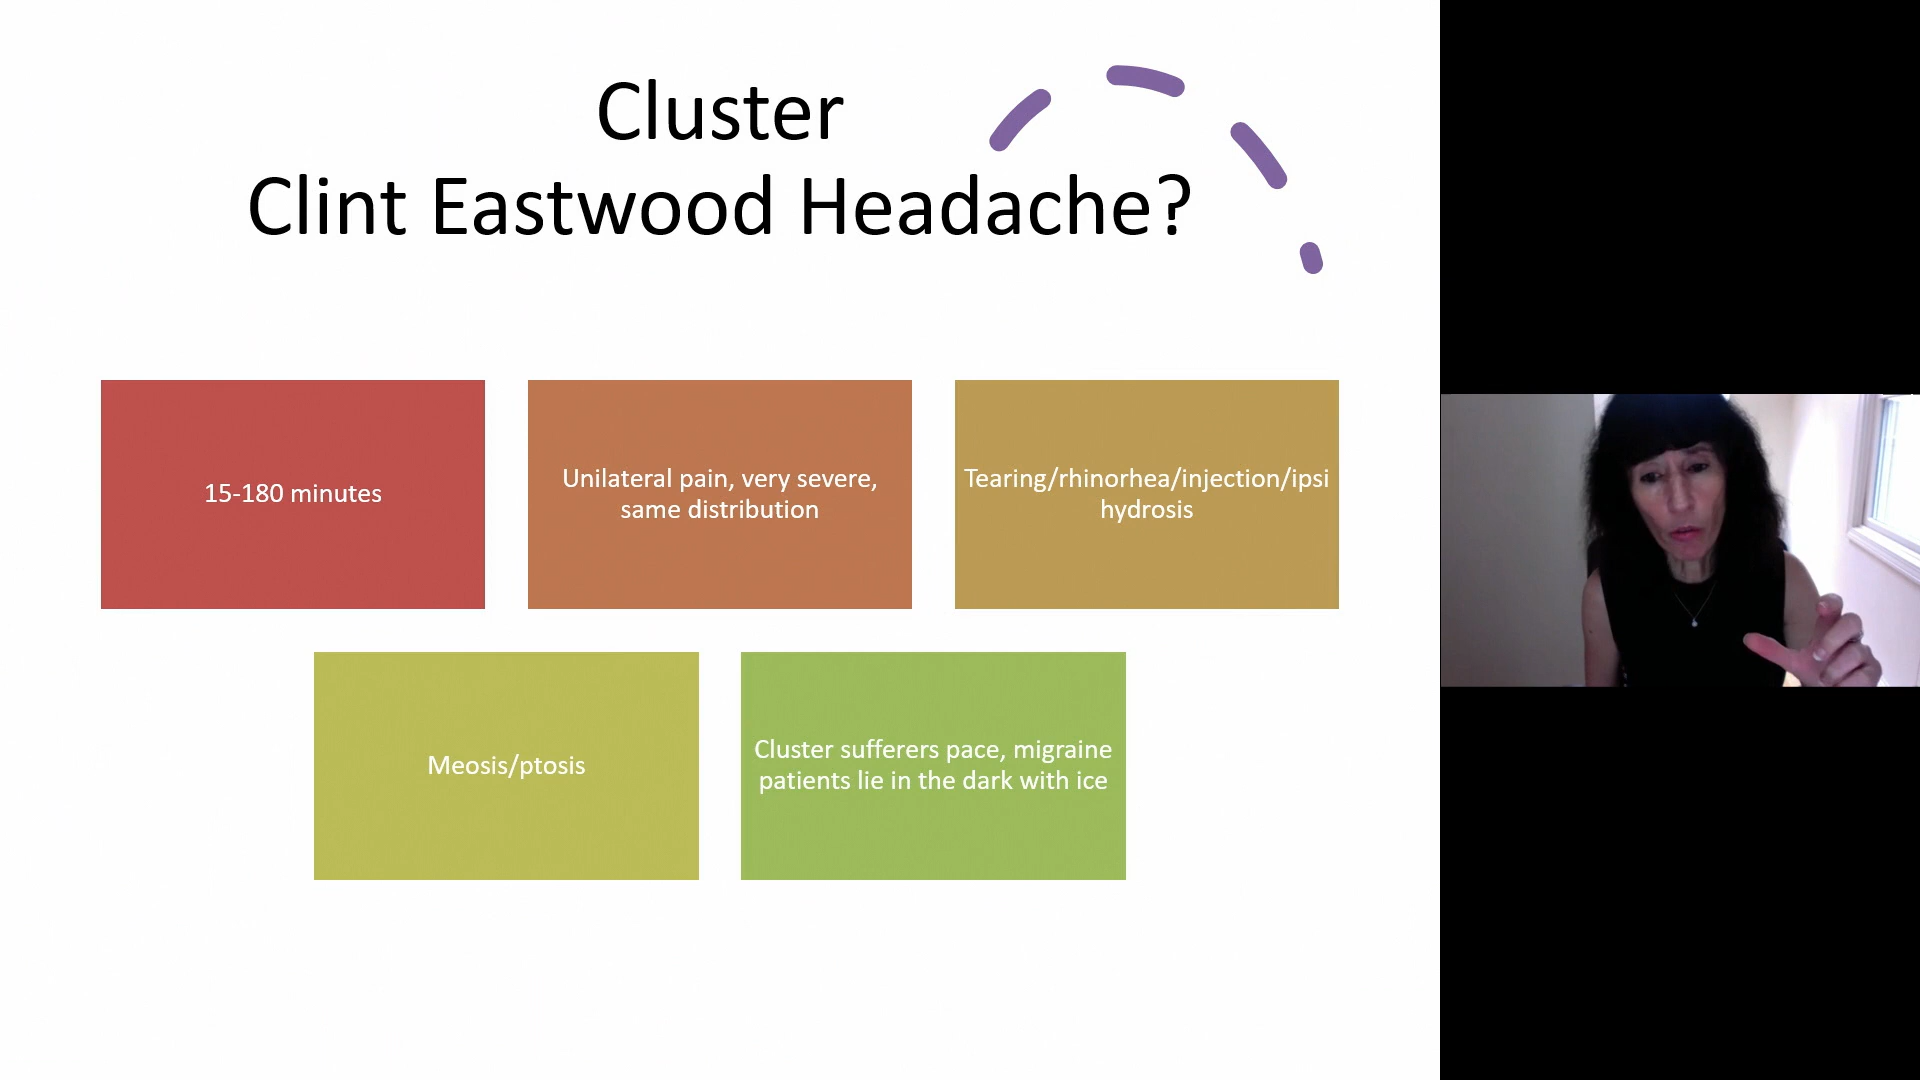 Cluster
Clint Eastwood Headache?
15-180 minutes
Unilateral pain, very severe,
same distribution
Tearing/rhinorhea/injection/ipsi
hydrosis
Meosis/ptosis
Cluster sufferers pace, migraine
patients lie in the dark with ice